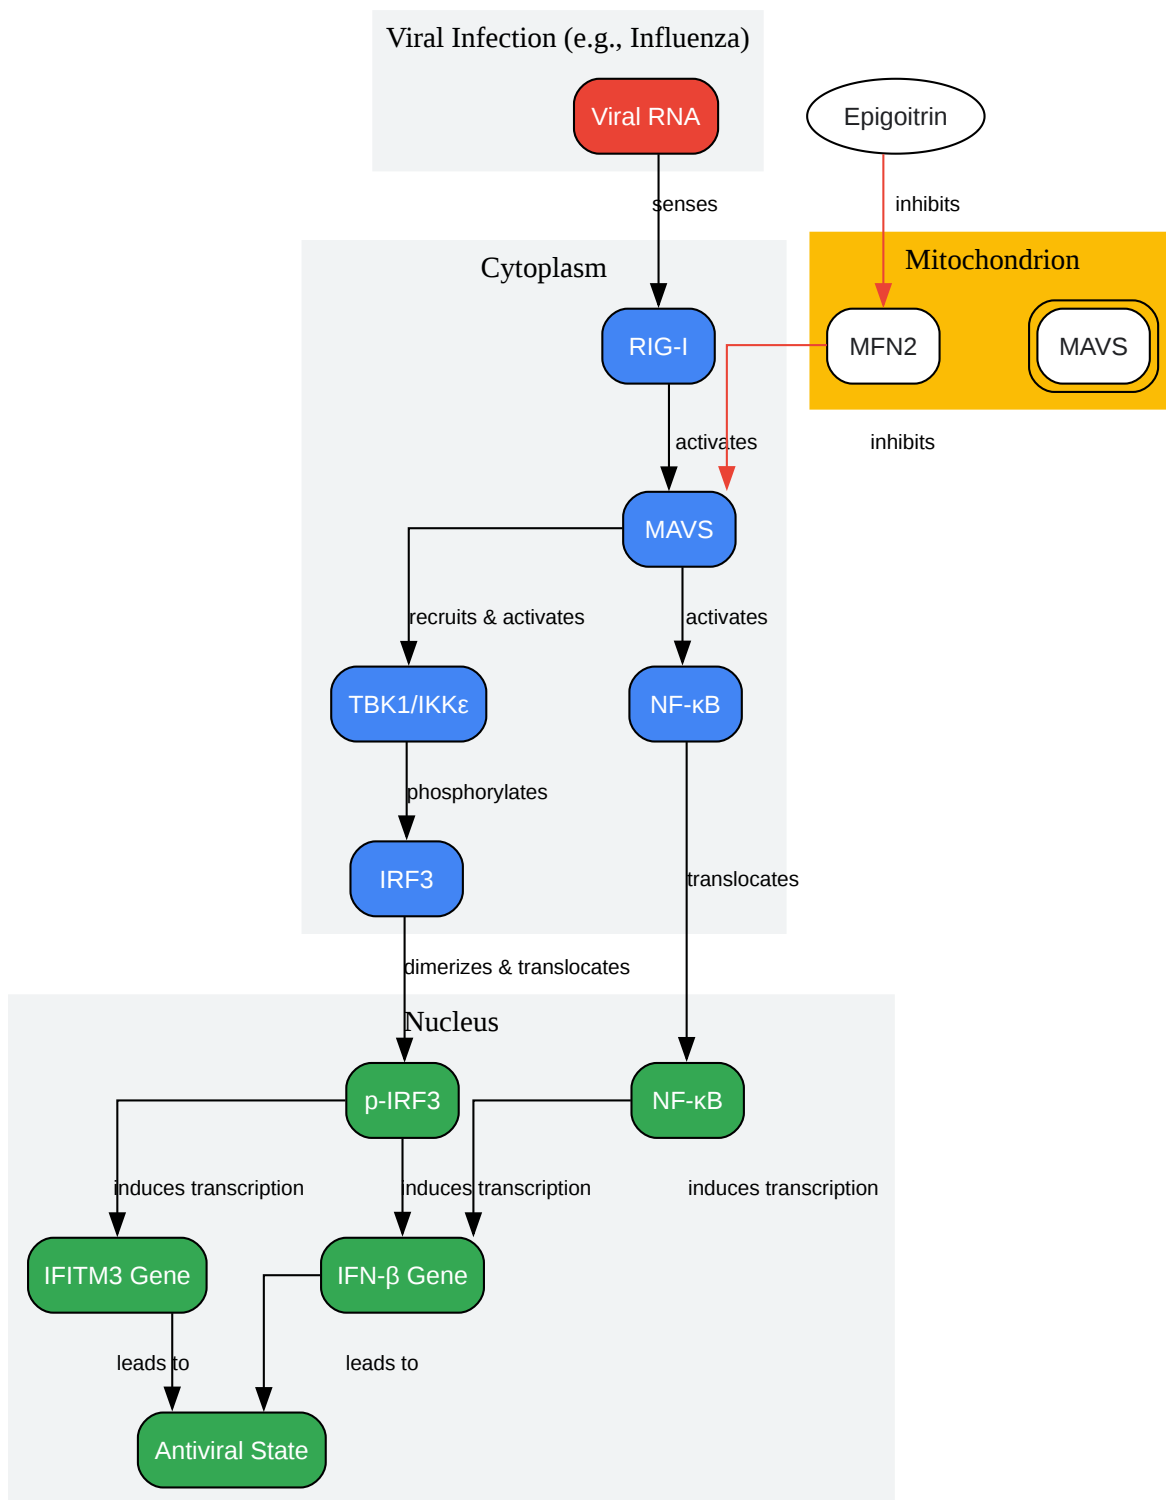 Viral Infection (e.g., Influenza)
Viral RNA
Epigoitrin
senses
inhibits
Cytoplasm
Mitochondrion
RIG-I
MFN2
MAVS
activates
inhibits
MAVS
recruits & activates
activates
TBK1/IKKε
NF-κB
phosphorylates
IRF3
translocates
dimerizes & translocates
Nucleus
p-IRF3
NF-κB
induces transcription
induces transcription
induces transcription
IFITM3 Gene
IFN-β Gene
leads to
leads to
Antiviral State